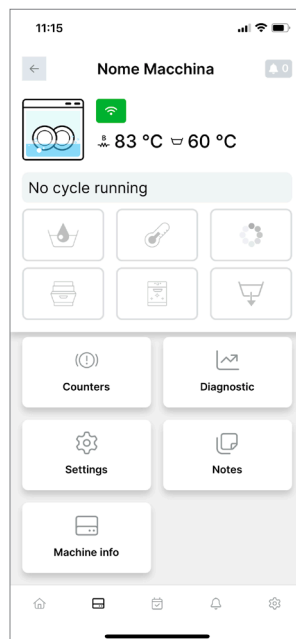 11:15
Nome Macchina
0
B 83 °C 60 °C
No cycle running
Counters
Diagnostic
Settings
Notes
Machine info